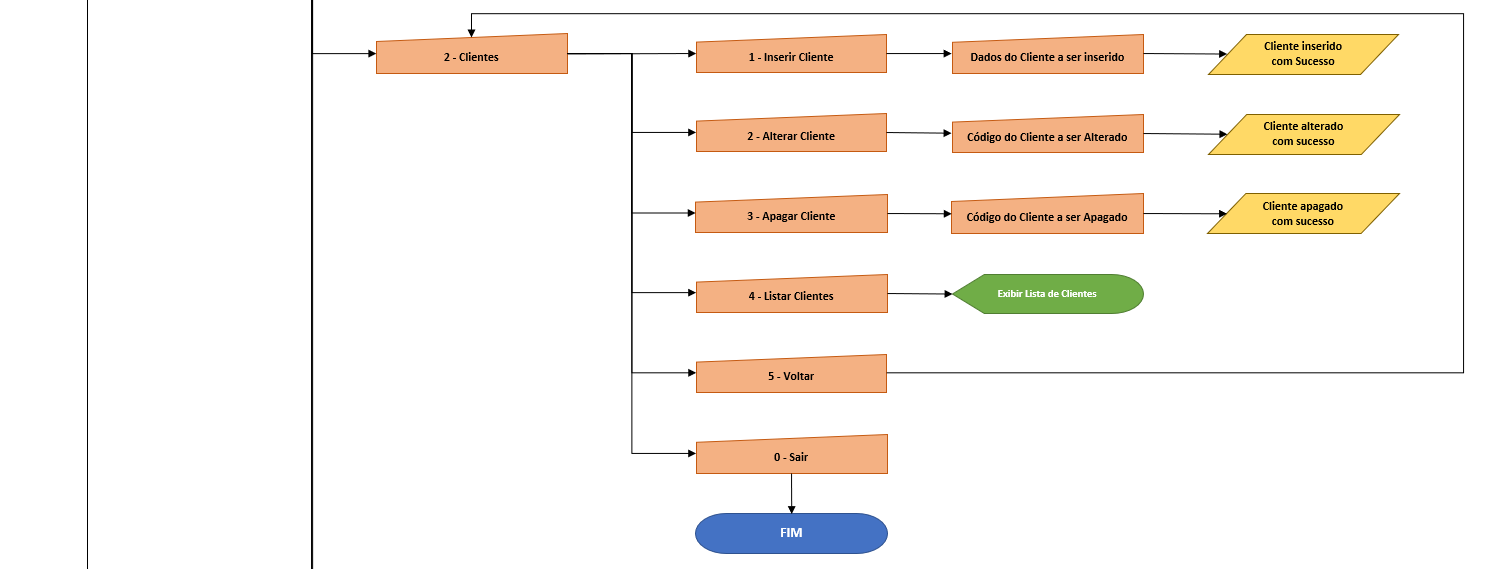 2 - Clientes
1 - Inserir Cliente
Dados do Cliente a ser inserido
Cliente inserido
com Sucesso
2 - Alterar Cliente
Código do Cliente a ser Alterado
Cliente alterado
com sucesso
3 - Apagar Cliente
Código do Cliente a ser Apagado
Cliente apagado
com sucesso
4 - Listar Clientes
Exibir Lista de Clientes
5 - Voltar
0 - Sair
FIM